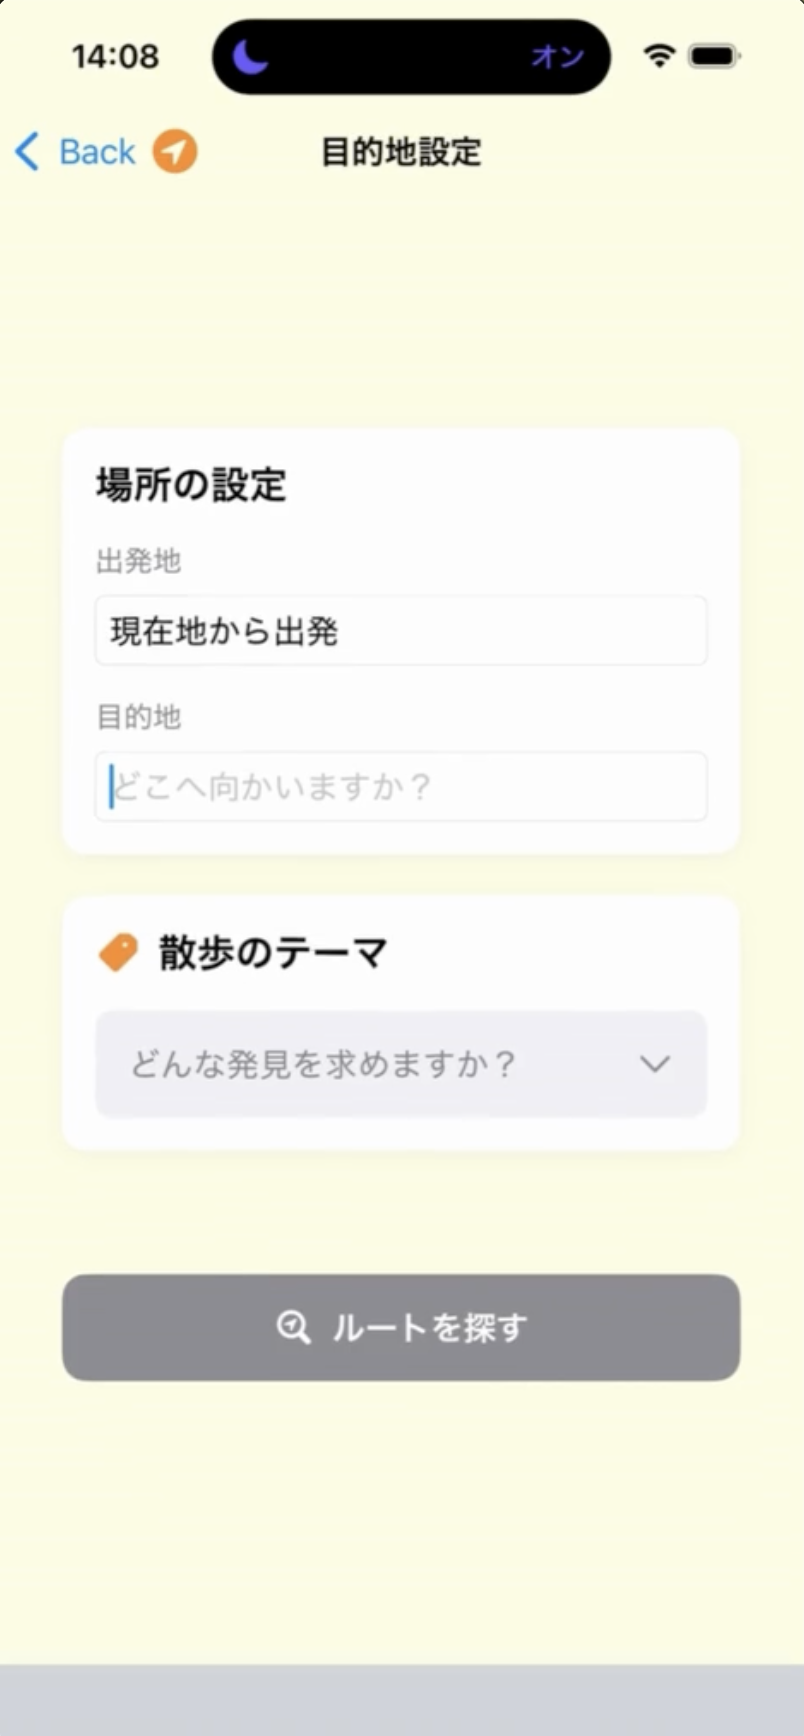 14:08
オン
Back
目的地設定
場所の設定
出発地
現在地から出発
目的地
どこへ向かいますか？
散歩のテーマ
どんな発見を求めますか？
ルートを探す